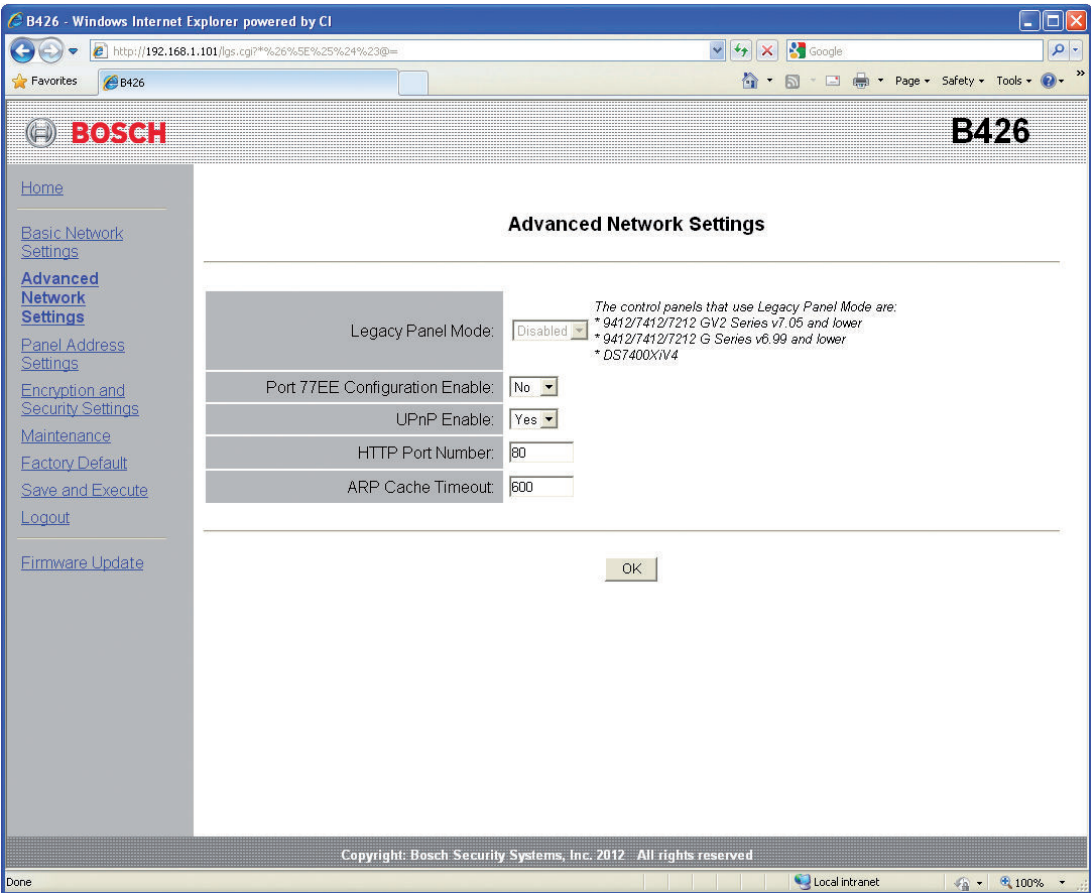 B426 - Windows Internet Explorer powered by CI
http://192.168.1.101/lgs.cgi?*%26%5E%25%24%23@=
Google
Favorites
B426
Page
Safety
Tools
BOSCH
B426
Home
Basic Network
Settings
Advanced
Network
Settings
Panel Address
Settings
Encryption and
Security Settings
Maintenance
Factory Default
Save and Execute
Logout
Firmware Update
Advanced Network Settings
Legacy Panel Mode:
Disabled
The control panels that use Legacy Panel Mode are:
* 9412/7412/7212 GV2 Series v7.05 and lower
* 9412/7412/7212 G Series v6.99 and lower
* DS7400XiV4
Port 77EE Configuration Enable: No
UPnP Enable: Yes
HTTP Port Number: 80
ARP Cache Timeout: 600
OK
Copyright: Bosch Security Systems, Inc. 2012 All rights reserved
Done
Local intranet
100%